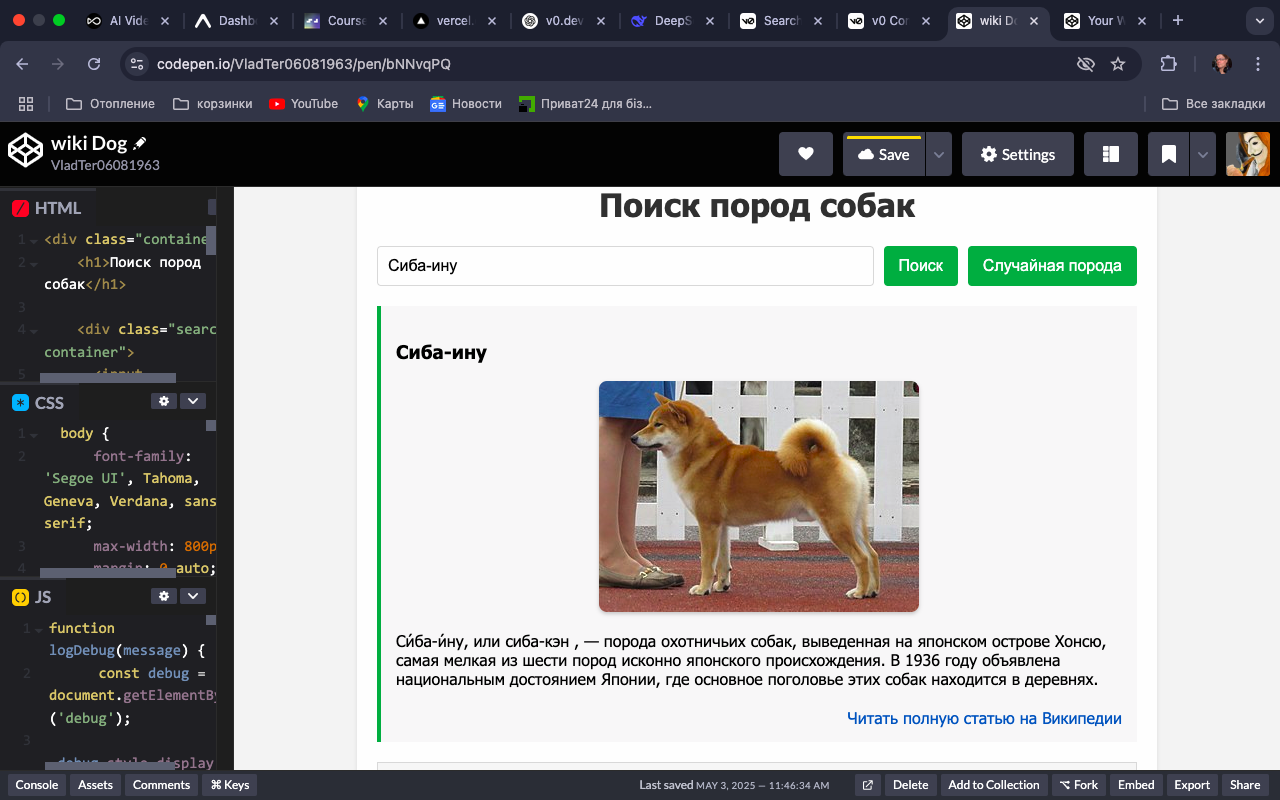 AI Vide
Dashb
Course
vercel.
v0.dev
DeepS
Search
v0 Cor
wiki Do
Your W
codepen.io/VladTer06081963/pen/bNNvqPQ
Отопление
корзинки
YouTube
Карты
Новости
Приват24 для біз...
Все закладки
wiki Dog
VladTer06081963
Save
Settings
HTML
1 <div class="containe
2 <h1>Поиск пород
собак</h1>
3
4 <div class="searc
container">
5 <input
CSS
1 body {
2 font-family:
'Segoe UI', Tahoma,
Geneva, Verdana, sans
serif;
3 max-width: 800p
4 margin: 0 auto;
JS
1 function
logDebug(message) {
2 const debug =
document.getElementBy
('debug');
3
debug.style.display
Поиск пород собак
Сиба-ину
Поиск
Случайная порода
Сиба-ину
Си́ба-и́ну, или сиба-кэн , — порода охотничьих собак, выведенная на японском острове Хонсю,
самая мелкая из шести пород исконно японского происхождения. В 1936 году объявлена
национальным достоянием Японии, где основное поголовье этих собак находится в деревнях.
Читать полную статью на Википедии
Console
Assets
Comments
⌘ Keys
Last saved MAY 3, 2025 — 11:46:34 AM
Delete
Add to Collection
⌥ Fork
Embed
Export
Share